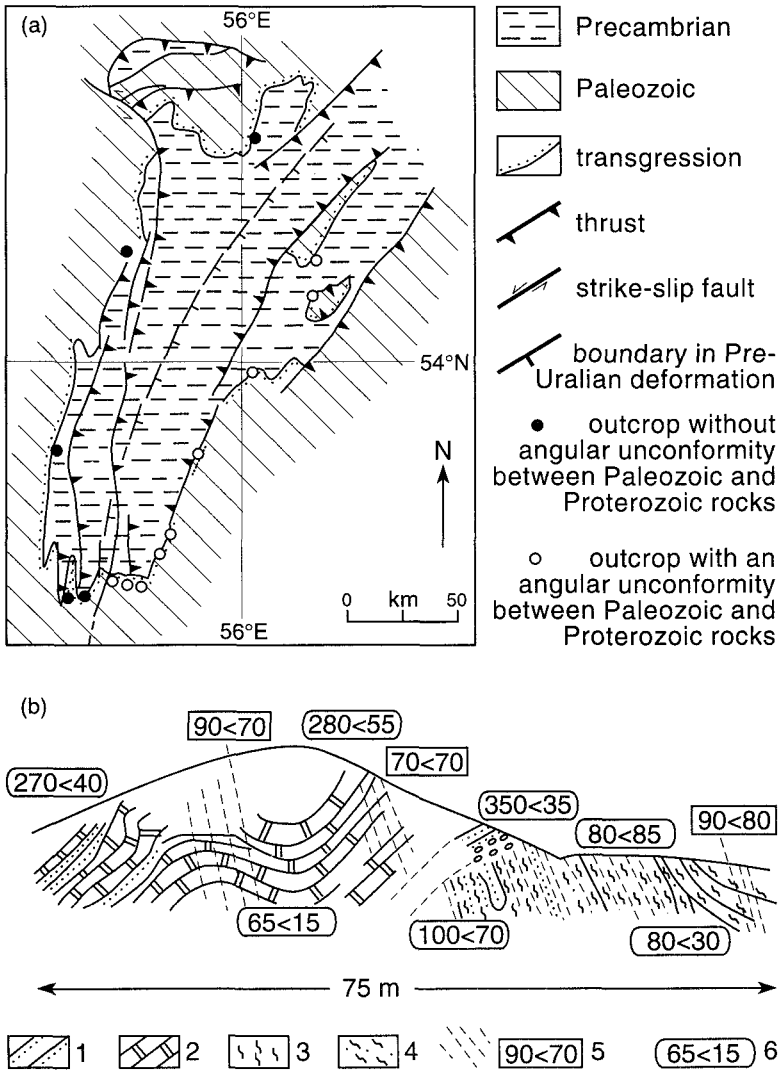 (a)
56°E
54°N
N
0 km 50
56°E
Precambrian
Paleozoic
transgression
thrust
strike-slip fault
boundary in Pre-
Uralian deformation
outcrop without
angular unconformity
between Paleozoic and
Proterozoic rocks
outcrop with an
angular unconformity
between Paleozoic and
Proterozoic rocks
(b)
90<70
280<55
270<40
70<70
350<35
80<85
90<80
65<15
100<70
80<30
75 m
1
2
3
4
90<70 5
65<15 6